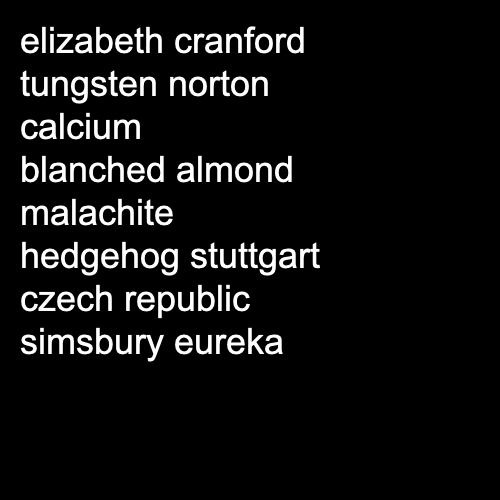 elizabeth cranford
tungsten norton
calcium
blanched almond
malachite
hedgehog stuttgart
czech republic
simsbury eureka